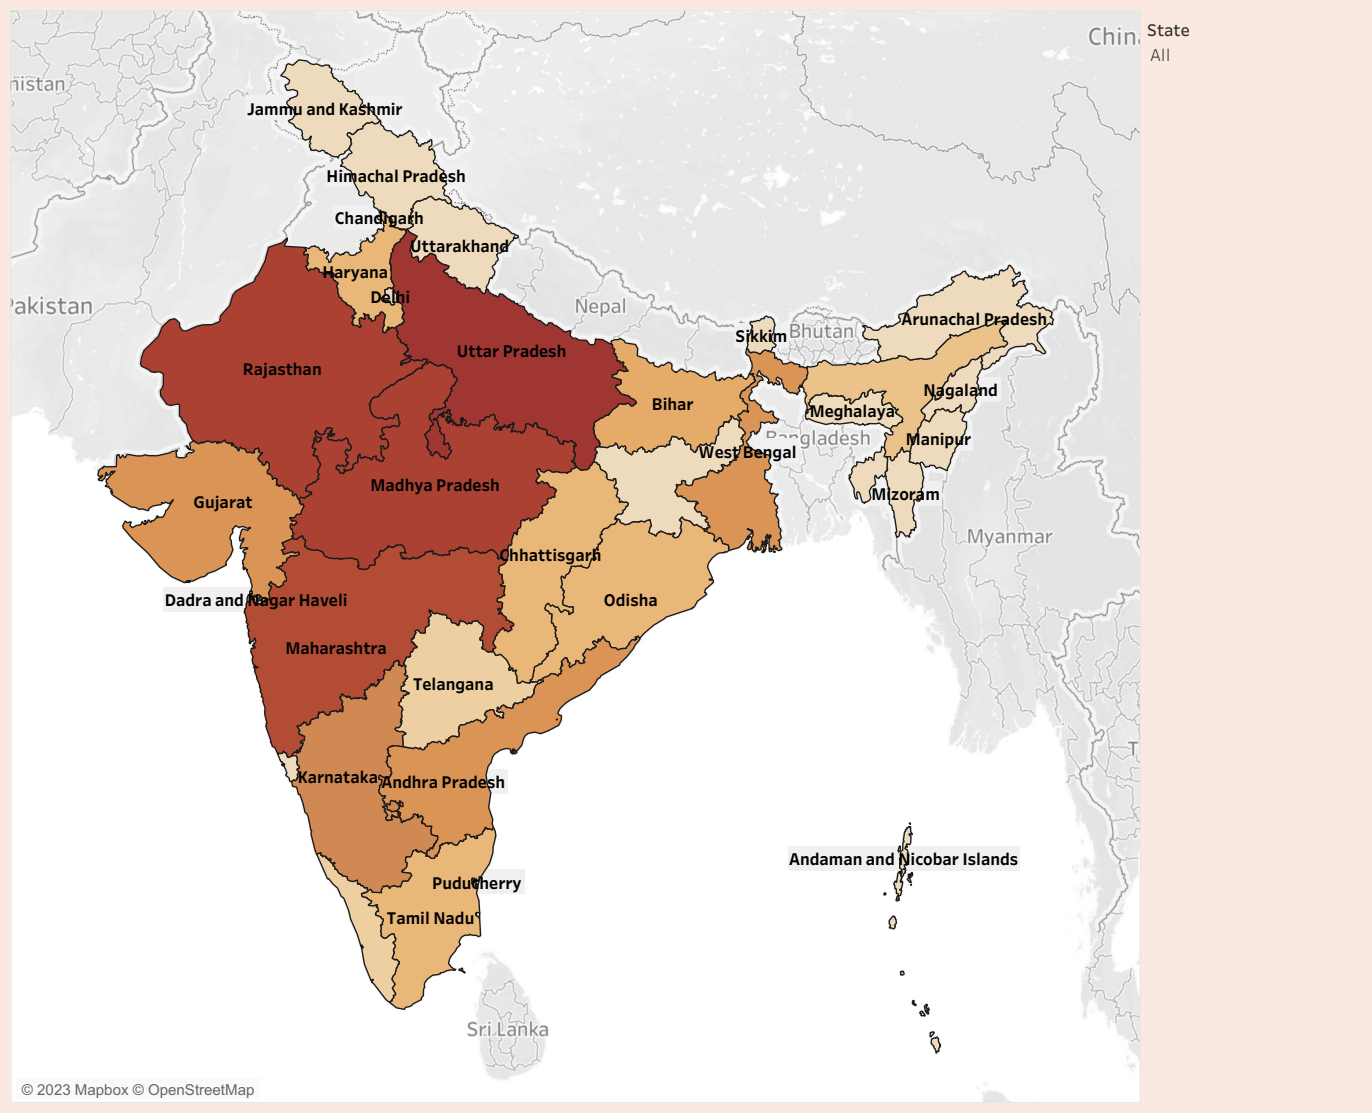 China
State
All
nistan
Jammu and Kashmir
Himachal Pradesh
Chandigarh
Uttarakhand
Haryana
Delhi
Pakistan
Nepal
Arunachal Pradesh
Sikkim
Bhutan
Uttar Pradesh
Rajasthan
Nagaland
Bihar
Meghalaya
Bangladesh
Manipur
West Bengal
Madhya Pradesh
Mizoram
Gujarat
Myanmar
Chhattisgarh
Dadra and Nagar Haveli
Odisha
Maharashtra
Telangana
T
Karnataka
Andhra Pradesh
Andaman and Nicobar Islands
Puducherry
Tamil Nadu
Sri Lanka
© 2023 Mapbox © OpenStreetMap